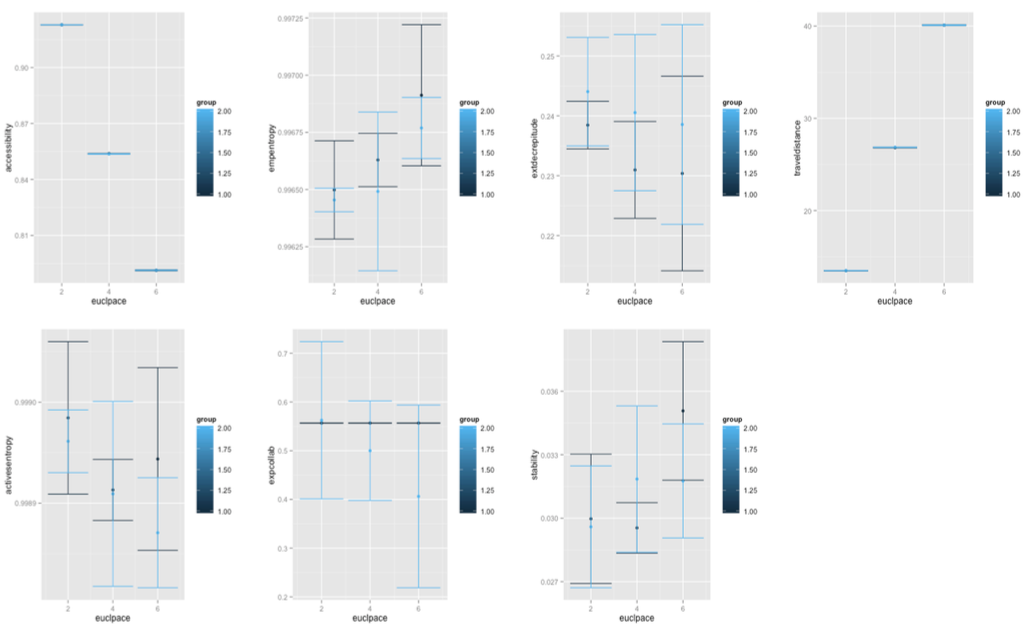 accessibility
0.90
0.87
0.84
0.81
2 4 6
euclpace
group
2.00
1.75
1.50
1.25
1.00
empentropy
0.99725
0.99700
0.99675
0.99650
0.99625
2 4 6
euclpace
group
2.00
1.75
1.50
1.25
1.00
extdecrepitude
0.25
0.24
0.23
0.22
2 4 6
euclpace
group
2.00
1.75
1.50
1.25
1.00
traveldistance
40
30
20
2 4 6
euclpace
group
2.00
1.75
1.50
1.25
1.00
activesentropy
0.9990
0.9989
2 4 6
euclpace
group
2.00
1.75
1.50
1.25
1.00
expcollab
0.7
0.6
0.5
0.4
0.3
0.2
2 4 6
euclpace
group
2.00
1.75
1.50
1.25
1.00
stability
0.036
0.033
0.030
0.027
2 4 6
euclpace
group
2.00
1.75
1.50
1.25
1.00